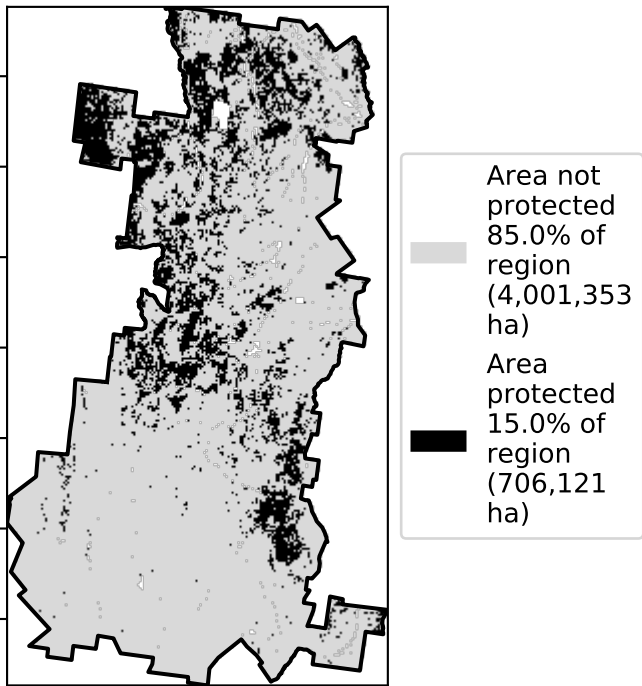 Area not
protected
85.0% of
region
(4,001,353
ha)
Area
protected
15.0% of
region
(706,121
ha)